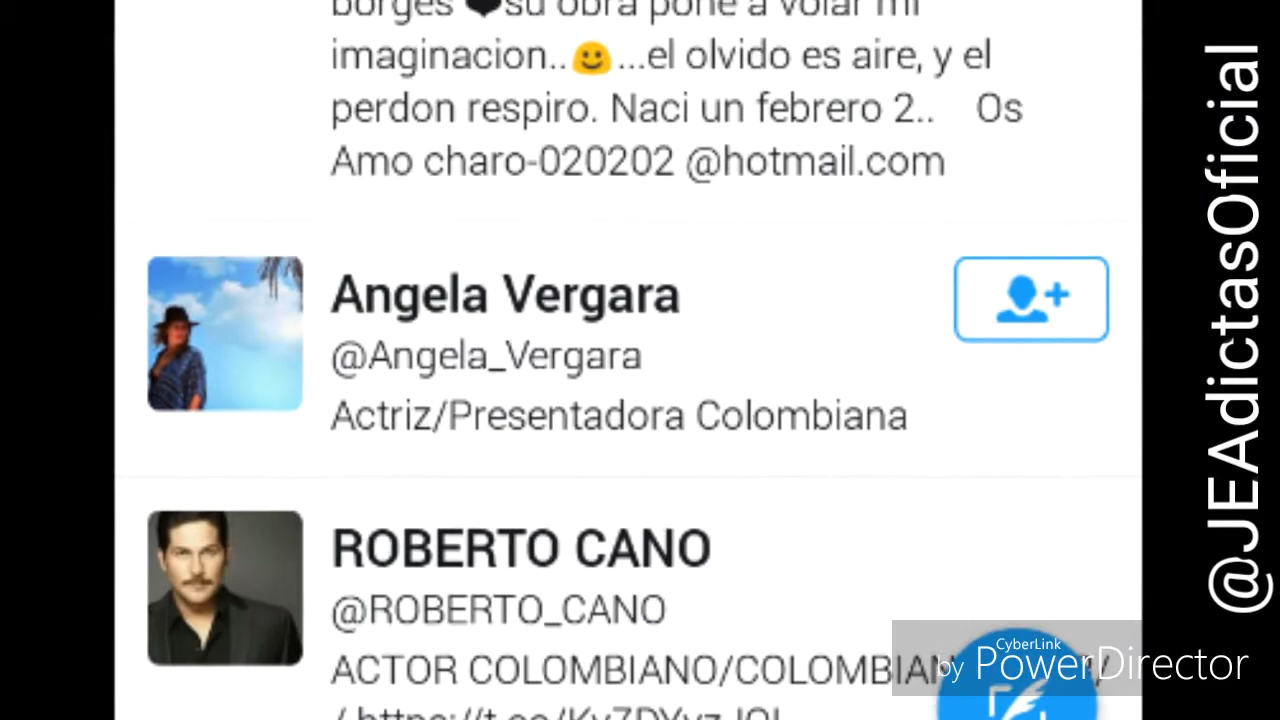 borges ❤su obra pone a volar mi
imaginacion..🙂...el olvido es aire, y el
perdon respiro. Naci un febrero 2.. Os
Amo charo-020202 @hotmail.com
Angela Vergara
@Angela_Vergara
Actriz/Presentadora Colombiana
ROBERTO CANO
@ROBERTO_CANO
ACTOR COLOMBIANO/
@JEAdictasOficial
CyberLink
by PowerDirector